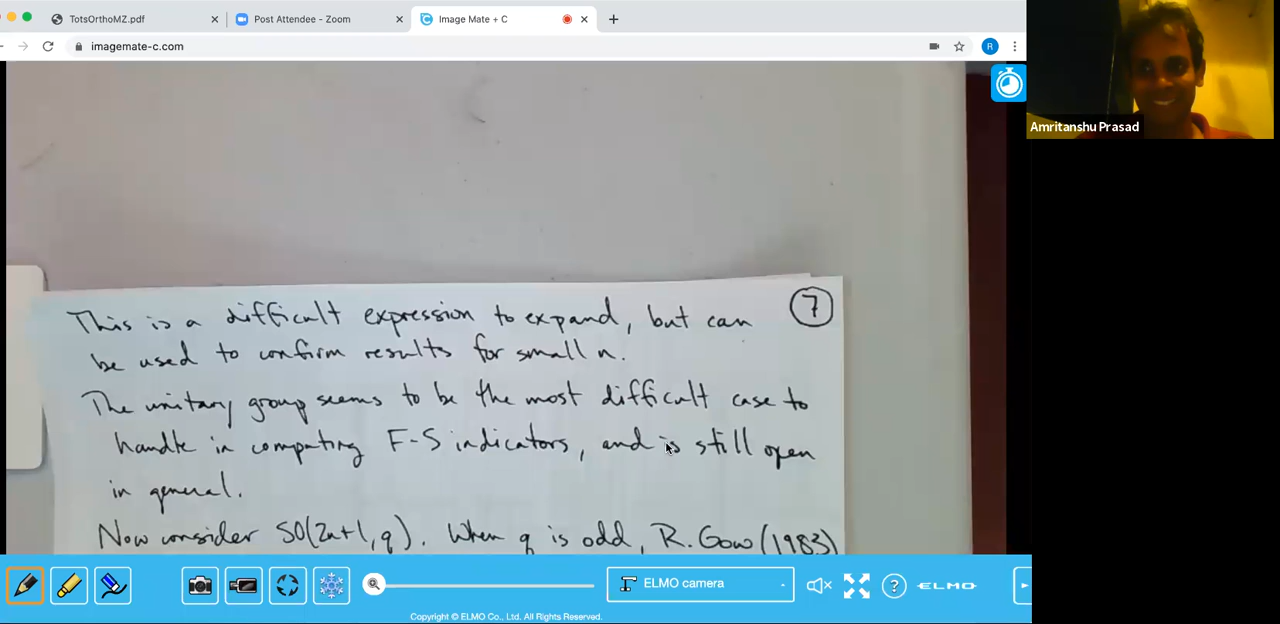 TotsOrthoMZ.pdf
Post Attendee - Zoom
Image Mate + C
imagemate-c.com
R
Amritanshu Prasad
7
This is a difficult expression to expand, but can
be used to confirm results for small n.
The unitary group seems to be the most difficult case to
handle in computing F-S indicators, and is still open
in general.
Now consider SO(2n+1, q). When q is odd, R. Gow (1983)
ELMO camera
ELMO
Copyright © ELMO Co., Ltd. All Rights Reserved.